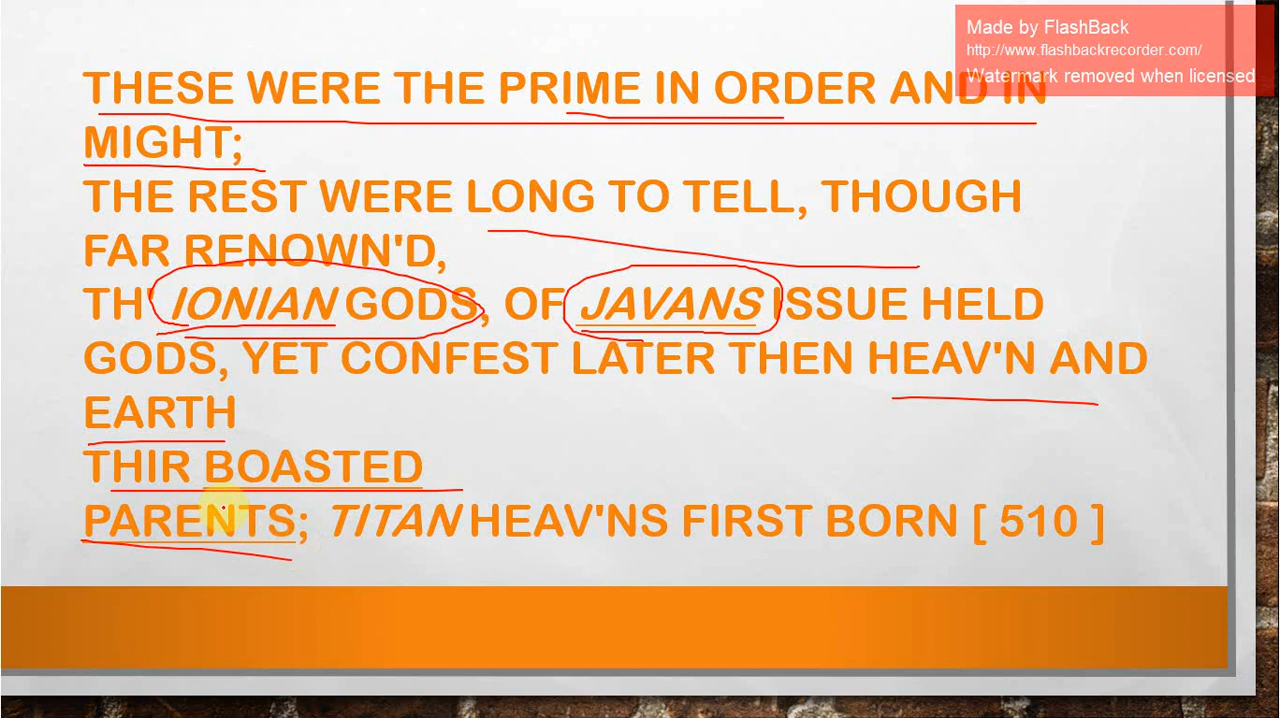 Made by FlashBack
http://www.flashbackrecorder.com/
Watermark removed when licensed
THESE WERE THE PRIME IN ORDER AND IN
MIGHT;
THE REST WERE LONG TO TELL, THOUGH
FAR RENOWN'D,
TH' IONIAN GODS, OF JAVANS ISSUE HELD
GODS, YET CONFEST LATER THEN HEAV'N AND
EARTH
THIR BOASTED
PARENTS; TITAN HEAV'NS FIRST BORN [ 510 ]